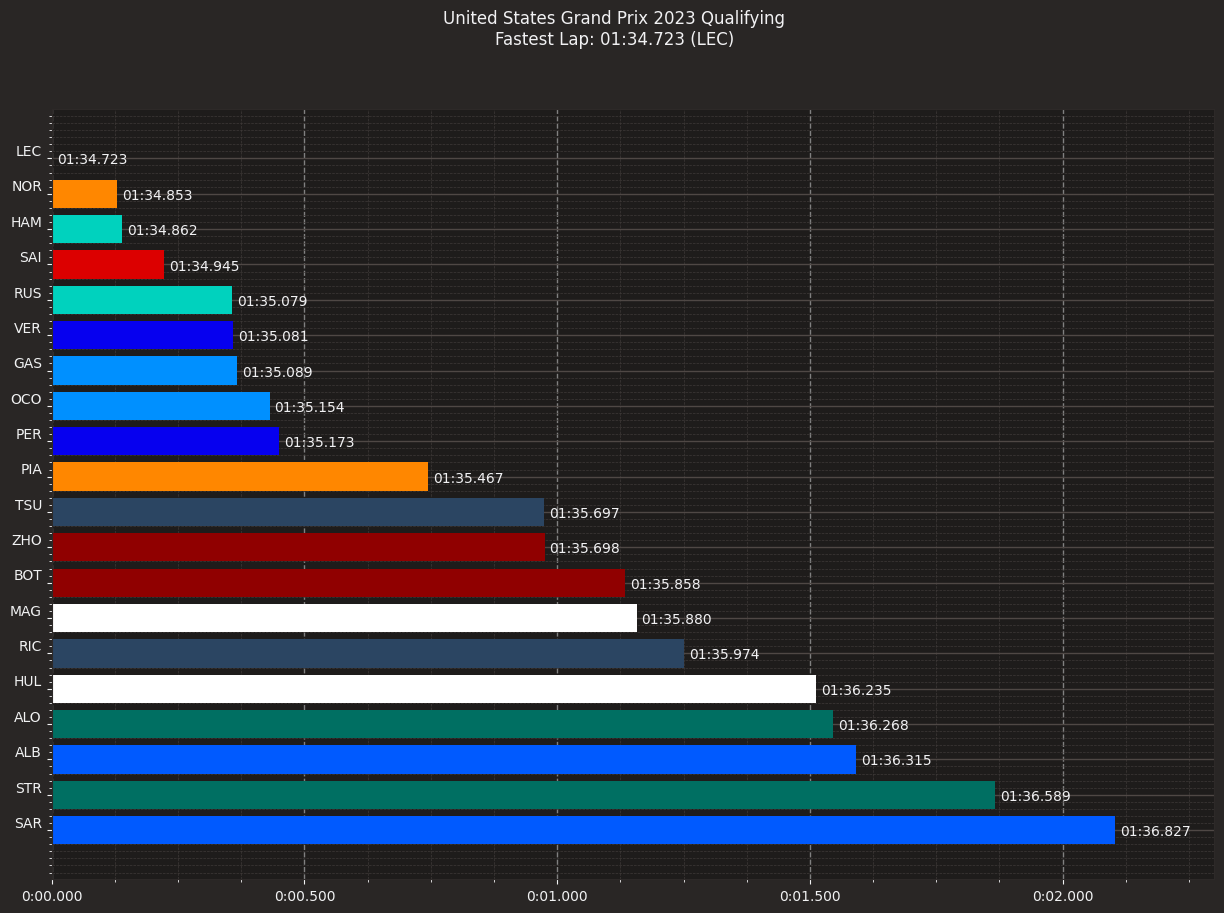 United States Grand Prix 2023 Qualifying
Fastest Lap: 01:34.723 (LEC)
LEC 01:34.723
NOR 01:34.853
HAM 01:34.862
SAI 01:34.945
RUS 01:35.079
VER 01:35.081
GAS 01:35.089
OCO 01:35.154
PER 01:35.173
PIA 01:35.467
TSU 01:35.697
ZHO 01:35.698
BOT 01:35.858
MAG 01:35.880
RIC 01:35.974
HUL 01:36.235
ALO 01:36.268
ALB 01:36.315
STR 01:36.589
SAR 01:36.827
0:00.000 0:00.500 0:01.000 0:01.500 0:02.000